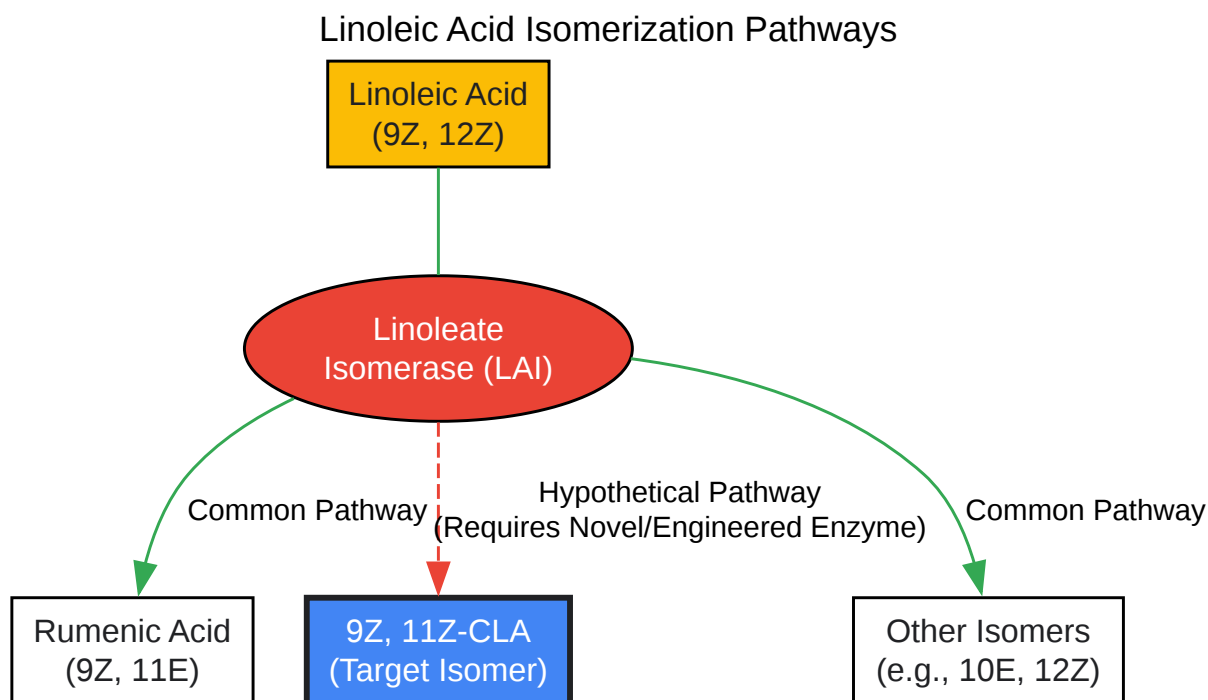 Linoleic Acid Isomerization Pathways
Linoleic Acid
(9Z, 12Z)
Linoleate
Isomerase (LAI)
Common Pathway
Hypothetical Pathway
(Requires Novel/Engineered Enzyme)
Common Pathway
Rumenic Acid
(9Z, 11E)
9Z, 11Z-CLA
(Target Isomer)
Other Isomers
(e.g., 10E, 12Z)